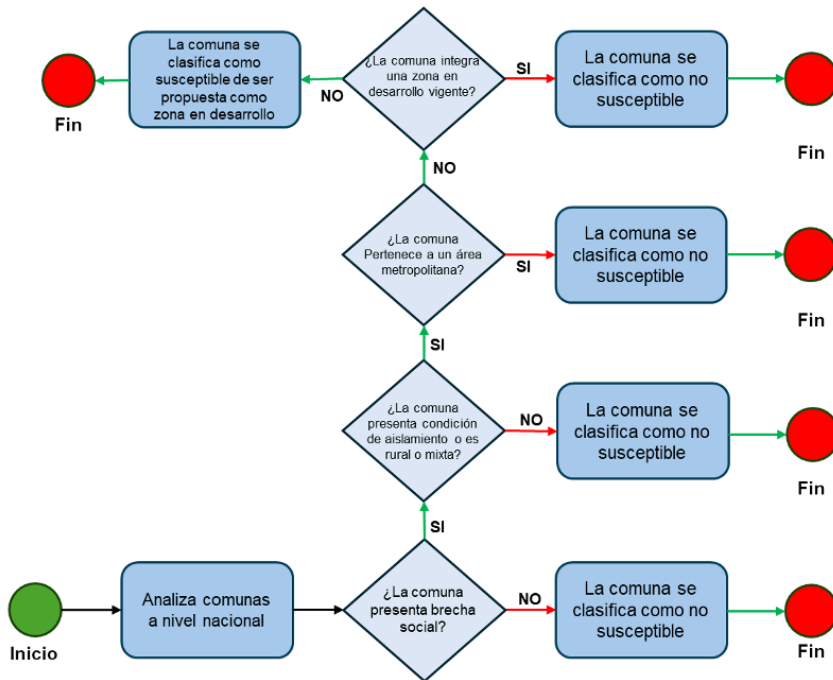 La comuna se
clasifica como
susceptible de ser
propuesta como
zona en desarrollo
Fin
NO
¿La comuna integra
una zona en
desarrollo vigente?
SI
La comuna se
clasifica como no
susceptible
Fin
NO
¿La comuna
Pertenece a un área
metropolitana?
SI
La comuna se
clasifica como no
susceptible
Fin
SI
¿La comuna
presenta condición
de aislamiento o es
rural o mixta?
NO
La comuna se
clasifica como no
susceptible
Fin
SI
Inicio
Analiza comunas
a nivel nacional
¿La comuna
presenta brecha
social?
NO
La comuna se
clasifica como no
susceptible
Fin